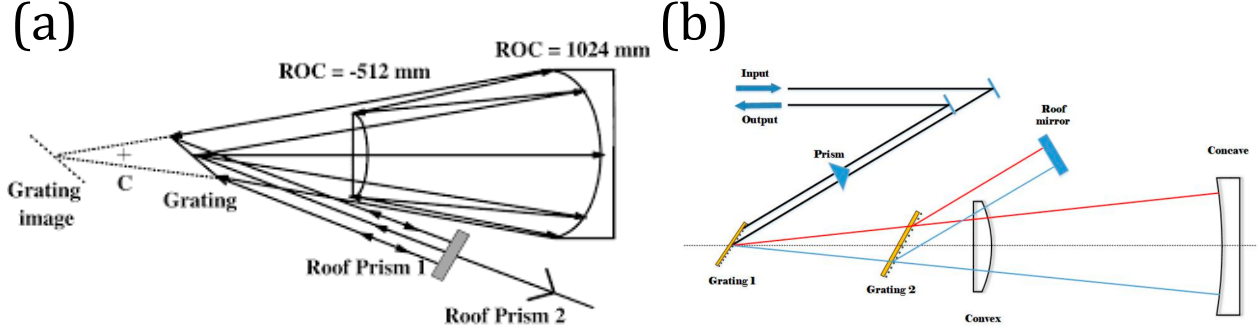 (a)
ROC = 1024 mm
ROC = -512 mm
C
Grating
image
Grating
Roof Prism 1
Roof Prism 2
(b)
Input
Output
Prism
Roof
mirror
Concave
Grating 1
Grating 2
Convex